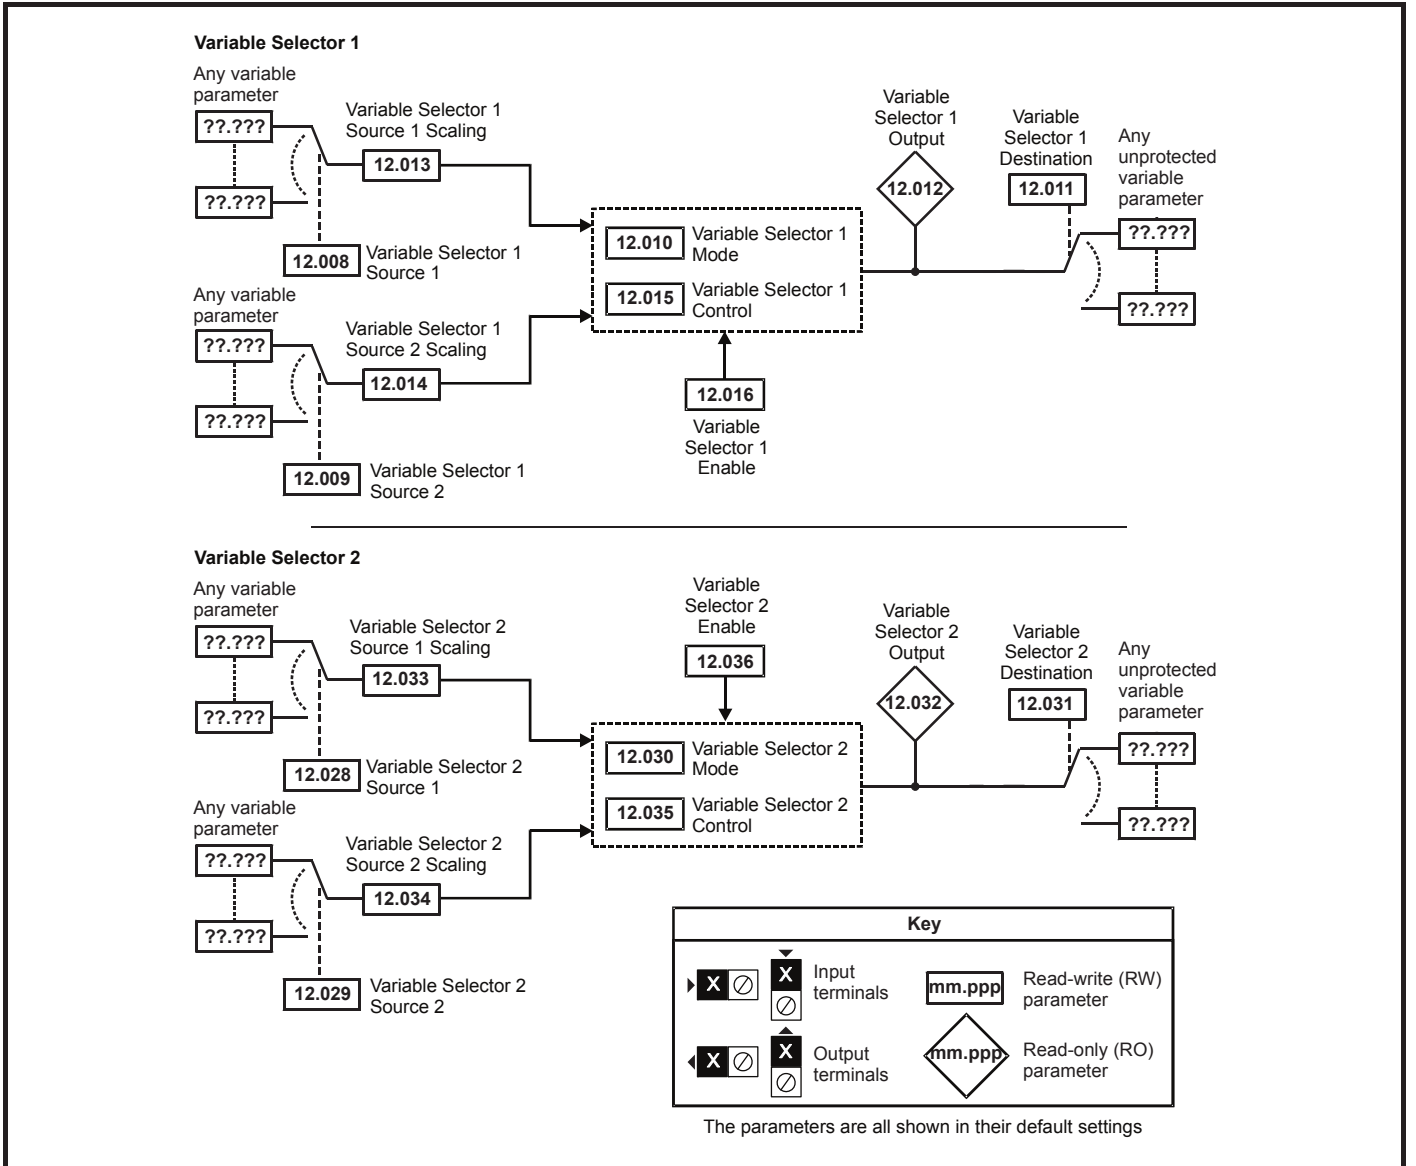 Variable Selector 1
Any variable
parameter
??.???
??.???
Variable Selector 1
Source 1 Scaling
12.013
12.008
Variable Selector 1
Source 1
Any variable
parameter
??.???
??.???
Variable Selector 1
Source 2 Scaling
12.014
12.009
Variable Selector 1
Source 2
12.010
Variable Selector 1
Mode
12.015
Variable Selector 1
Control
12.016
Variable
Selector 1
Enable
Variable
Selector 1
Output
12.012
Variable
Selector 1
Destination
12.011
Any
unprotected
variable
parameter
??.???
??.???
Variable Selector 2
Any variable
parameter
??.???
??.???
Variable Selector 2
Source 1 Scaling
12.033
12.028
Variable Selector 2
Source 1
Any variable
parameter
??.???
??.???
Variable Selector 2
Source 2 Scaling
12.034
12.029
Variable Selector 2
Source 2
Variable
Selector 2
Enable
12.036
12.030
Variable Selector 2
Mode
12.035
Variable Selector 2
Control
Variable
Selector 2
Output
12.032
Variable
Selector 2
Destination
12.031
Any
unprotected
variable
parameter
??.???
??.???
Key
X
X
Input
terminals
mm.ppp
Read-write (RW)
parameter
X
X
Output
terminals
mm.ppp
Read-only (RO)
parameter
The parameters are all shown in their default settings